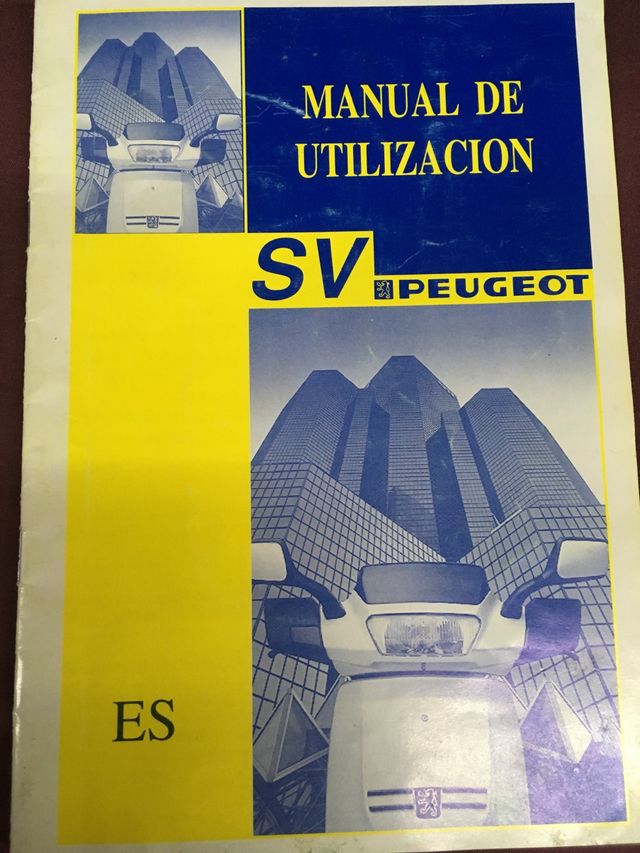 MANUAL DE
UTILIZACION
SV
PEUGEOT
ES